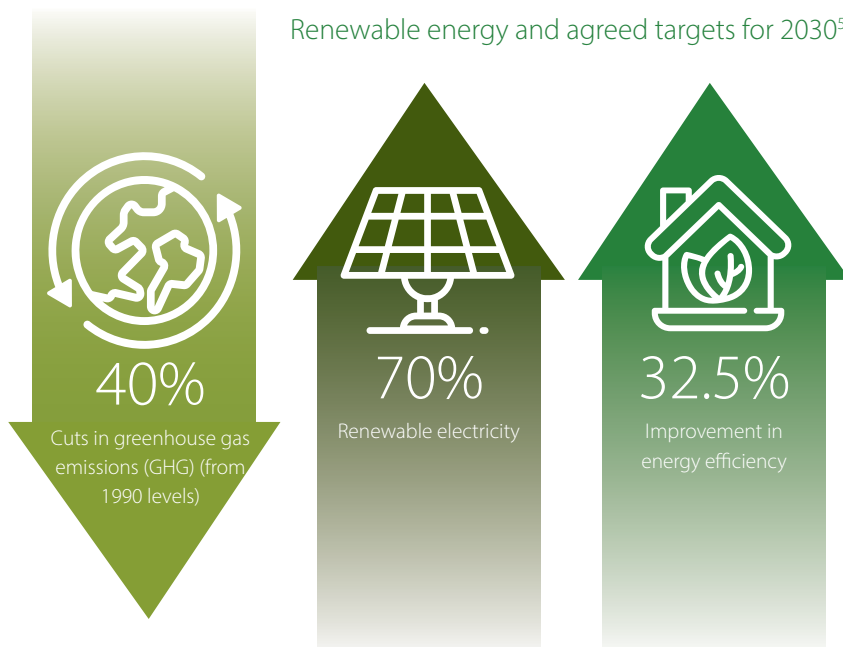 Renewable energy and agreed targets for 2030⁵
40%
Cuts in greenhouse gas
emissions (GHG) (from
1990 levels)
70%
Renewable electricity
32.5%
Improvement in
energy efficiency